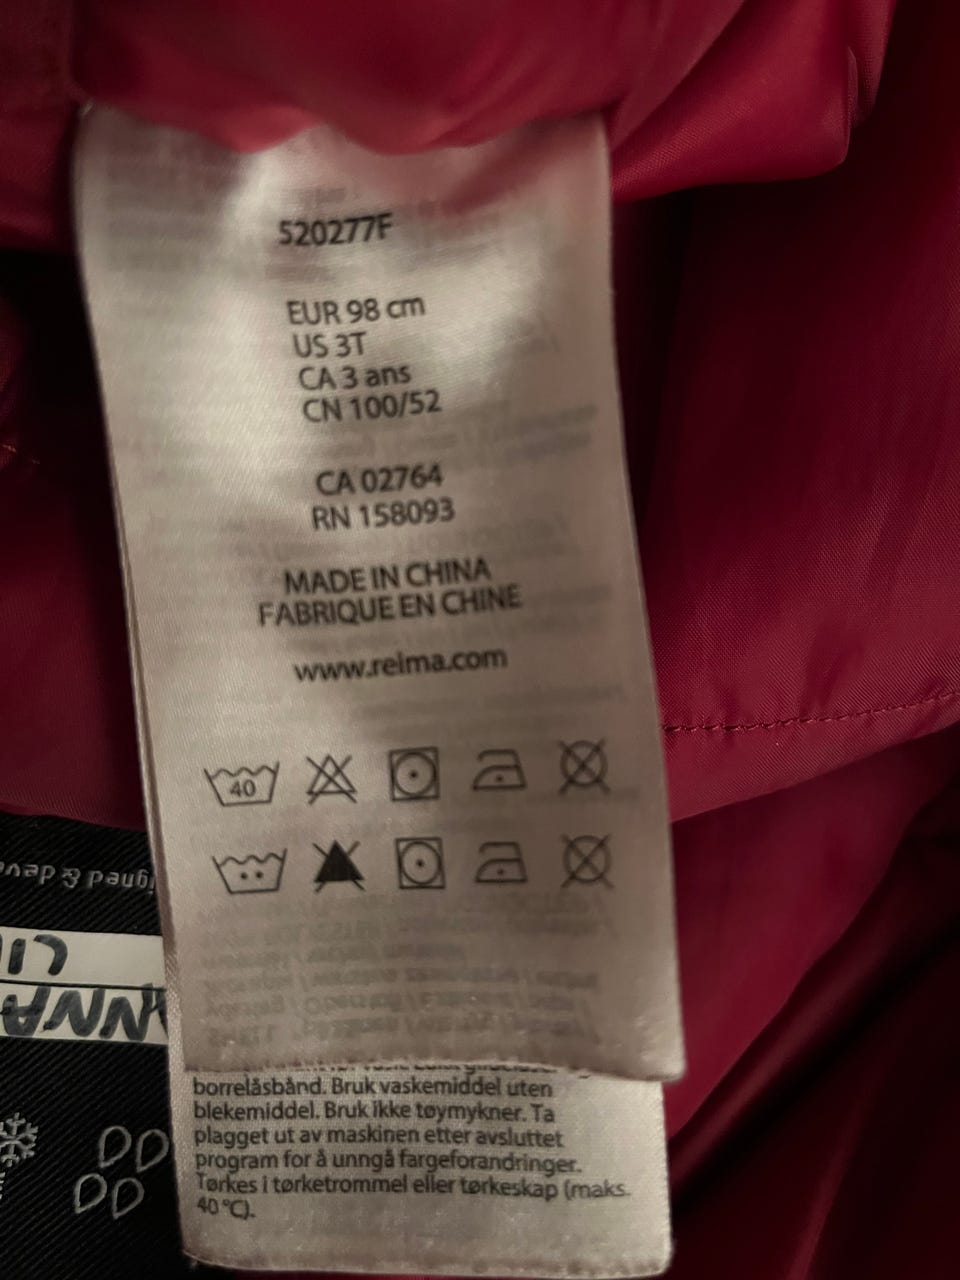 520277F
EUR 98 cm
US 3T
CA 3 ans
CN 100/52
CA 02764
RN 158093
MADE IN CHINA
FABRIQUE EN CHINE
www.reima.com
40
igned & deve
borrelåsbånd. Bruk vaskemiddel uten
blekemiddel. Bruk ikke tøymykner. Ta
plagget ut av maskinen etter avsluttet
program for å unngå fargeforandringer.
Tørkes i tørketrommel eller tørkeskap (maks.
40 °C).